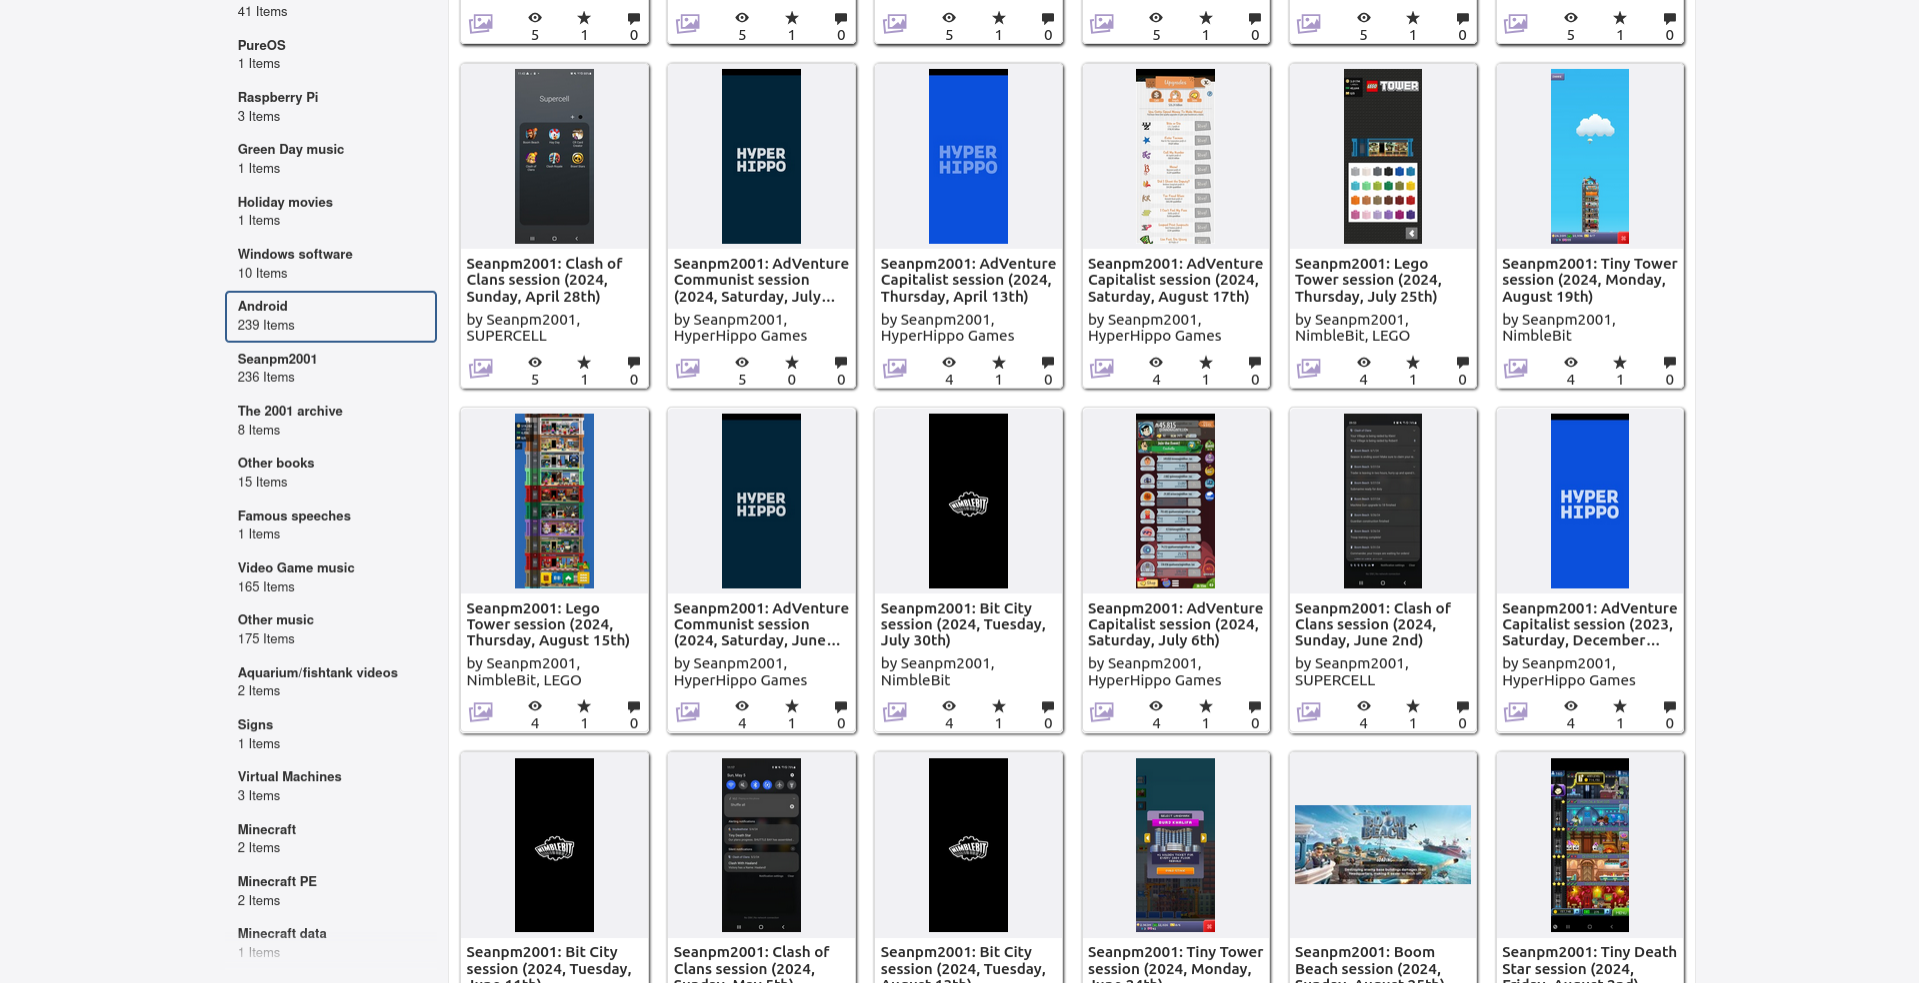 41 Items
PureOS
1 Items
Raspberry Pi
3 Items
Green Day music
1 Items
Holiday movies
1 Items
Windows software
10 Items
Android
239 Items
Seanpm2001
236 Items
The 2001 archive
8 Items
Other books
15 Items
Famous speeches
1 Items
Video Game music
165 Items
Other music
175 Items
Aquarium/fishtank videos
2 Items
Signs
1 Items
Virtual Machines
3 Items
Minecraft
2 Items
Minecraft PE
2 Items
Minecraft data
1 Items
5 1 0
5 1 0
5 1 0
5 1 0
5 1 0
5 1 0
Supercell
Seanpm2001: Clash of
Clans session (2024,
Sunday, April 28th)
by Seanpm2001,
SUPERCELL
5 1 0
HYPER
HIPPO
Seanpm2001: AdVenture
Communist session
(2024, Saturday, July...
by Seanpm2001,
HyperHippo Games
5 0 0
HYPER
HIPPO
Seanpm2001: AdVenture
Capitalist session (2024,
Thursday, April 13th)
by Seanpm2001,
HyperHippo Games
4 1 0
Seanpm2001: AdVenture
Capitalist session (2024,
Saturday, August 17th)
by Seanpm2001,
HyperHippo Games
4 1 0
LEGO TOWER
Seanpm2001: Lego
Tower session (2024,
Thursday, July 25th)
by Seanpm2001,
NimbleBit, LEGO
4 1 0
Seanpm2001: Tiny Tower
session (2024, Monday,
August 19th)
by Seanpm2001,
NimbleBit
4 1 0
Seanpm2001: Lego
Tower session (2024,
Thursday, August 15th)
by Seanpm2001,
NimbleBit, LEGO
4 1 0
HYPER
HIPPO
Seanpm2001: AdVenture
Communist session
(2024, Saturday, June...
by Seanpm2001,
HyperHippo Games
4 1 0
NIMBLEBIT
Seanpm2001: Bit City
session (2024, Tuesday,
July 30th)
by Seanpm2001,
NimbleBit
4 1 0
Seanpm2001: AdVenture
Capitalist session (2024,
Saturday, July 6th)
by Seanpm2001,
HyperHippo Games
4 1 0
Seanpm2001: Clash of
Clans session (2024,
Sunday, June 2nd)
by Seanpm2001,
SUPERCELL
4 1 0
HYPER
HIPPO
Seanpm2001: AdVenture
Capitalist session (2023,
Saturday, December...
by Seanpm2001,
HyperHippo Games
4 1 0
NIMBLEBIT
Seanpm2001: Bit City
session (2024, Tuesday,
June 11th)
Seanpm2001: Clash of
Clans session (2024,
Sunday, May 5th)
NIMBLEBIT
Seanpm2001: Bit City
session (2024, Tuesday,
August 13th)
Seanpm2001: Tiny Tower
session (2024, Monday,
June 24th)
BOOM
BEACH
Seanpm2001: Boom
Beach session (2024,
Sunday, August 25th)
Seanpm2001: Tiny Death
Star session (2024,
Friday, August 2nd)